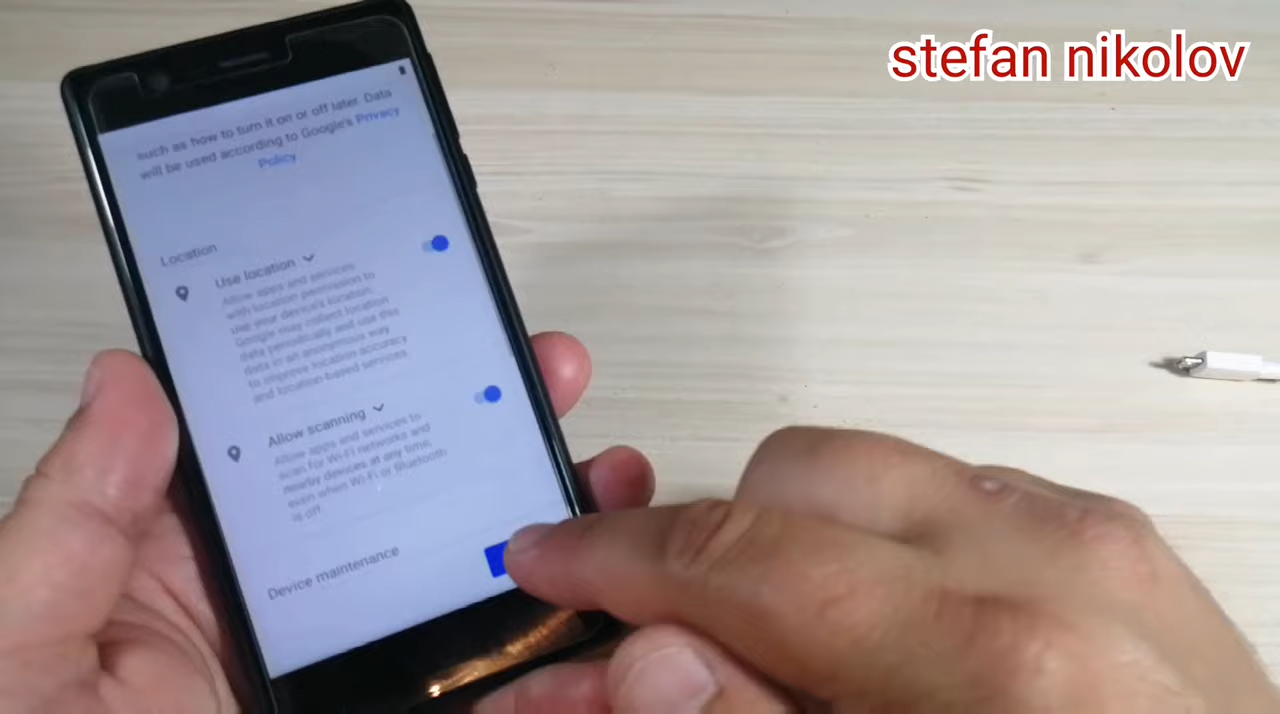 stefan nikolov
such as how to turn it on or off later. Data
will be used according to Google's Privacy
Policy
Location
Use location
Allow apps and services
with location permission to
use your device's location.
Google may collect location
data periodically and use this
data in an anonymous way
to improve location accuracy
and location-based services
Allow scanning
Allow apps and services to
scan for Wi-Fi networks and
nearby devices at any time,
even when Wi-Fi or Bluetooth
is off.
Device maintenance